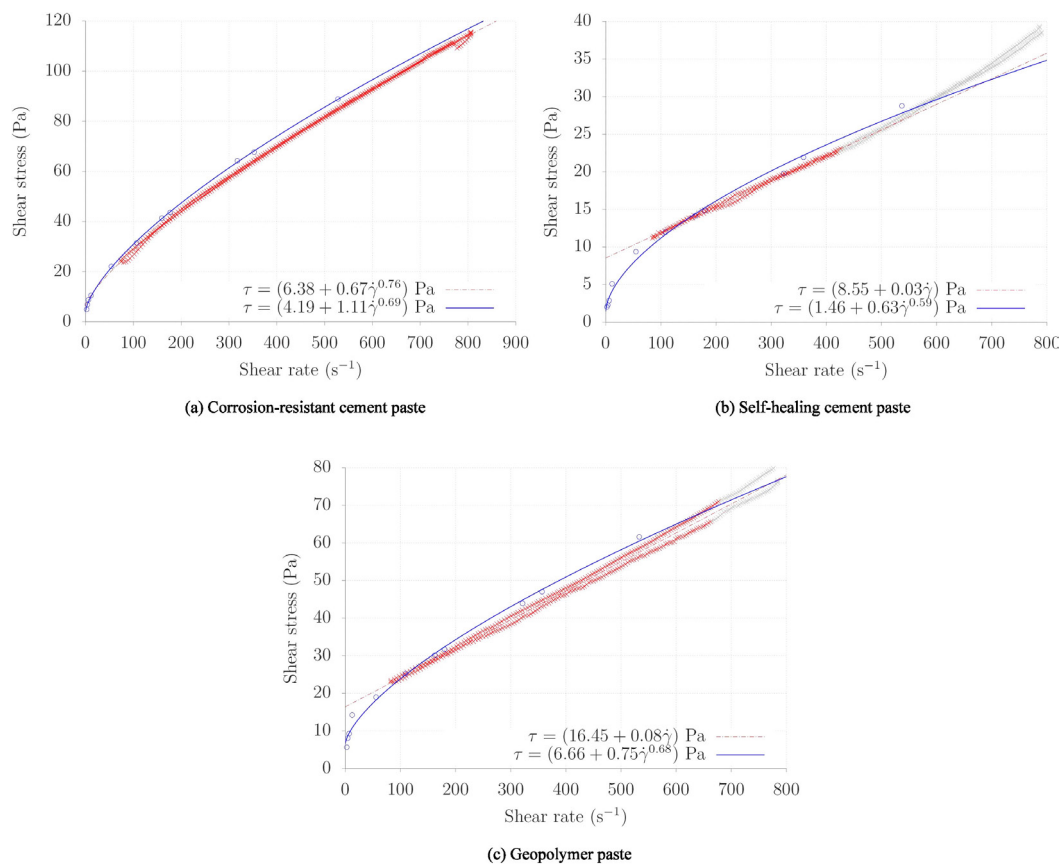 120
100
80
60
40
20
0
Shear stress (Pa)
τ = (6.38 + 0.67γ̇^0.76) Pa
τ = (4.19 + 1.11γ̇^0.69) Pa
0 100 200 300 400 500 600 700 800 900
Shear rate (s⁻¹)
(a) Corrosion-resistant cement paste
40
35
30
25
20
15
10
5
0
Shear stress (Pa)
τ = (8.55 + 0.03γ̇) Pa
τ = (1.46 + 0.63γ̇^0.59) Pa
0 100 200 300 400 500 600 700 800
Shear rate (s⁻¹)
(b) Self-healing cement paste
80
70
60
50
40
30
20
10
0
Shear stress (Pa)
τ = (16.45 + 0.08γ̇) Pa
τ = (6.66 + 0.75γ̇^0.68) Pa
0 100 200 300 400 500 600 700 800
Shear rate (s⁻¹)
(c) Geopolymer paste